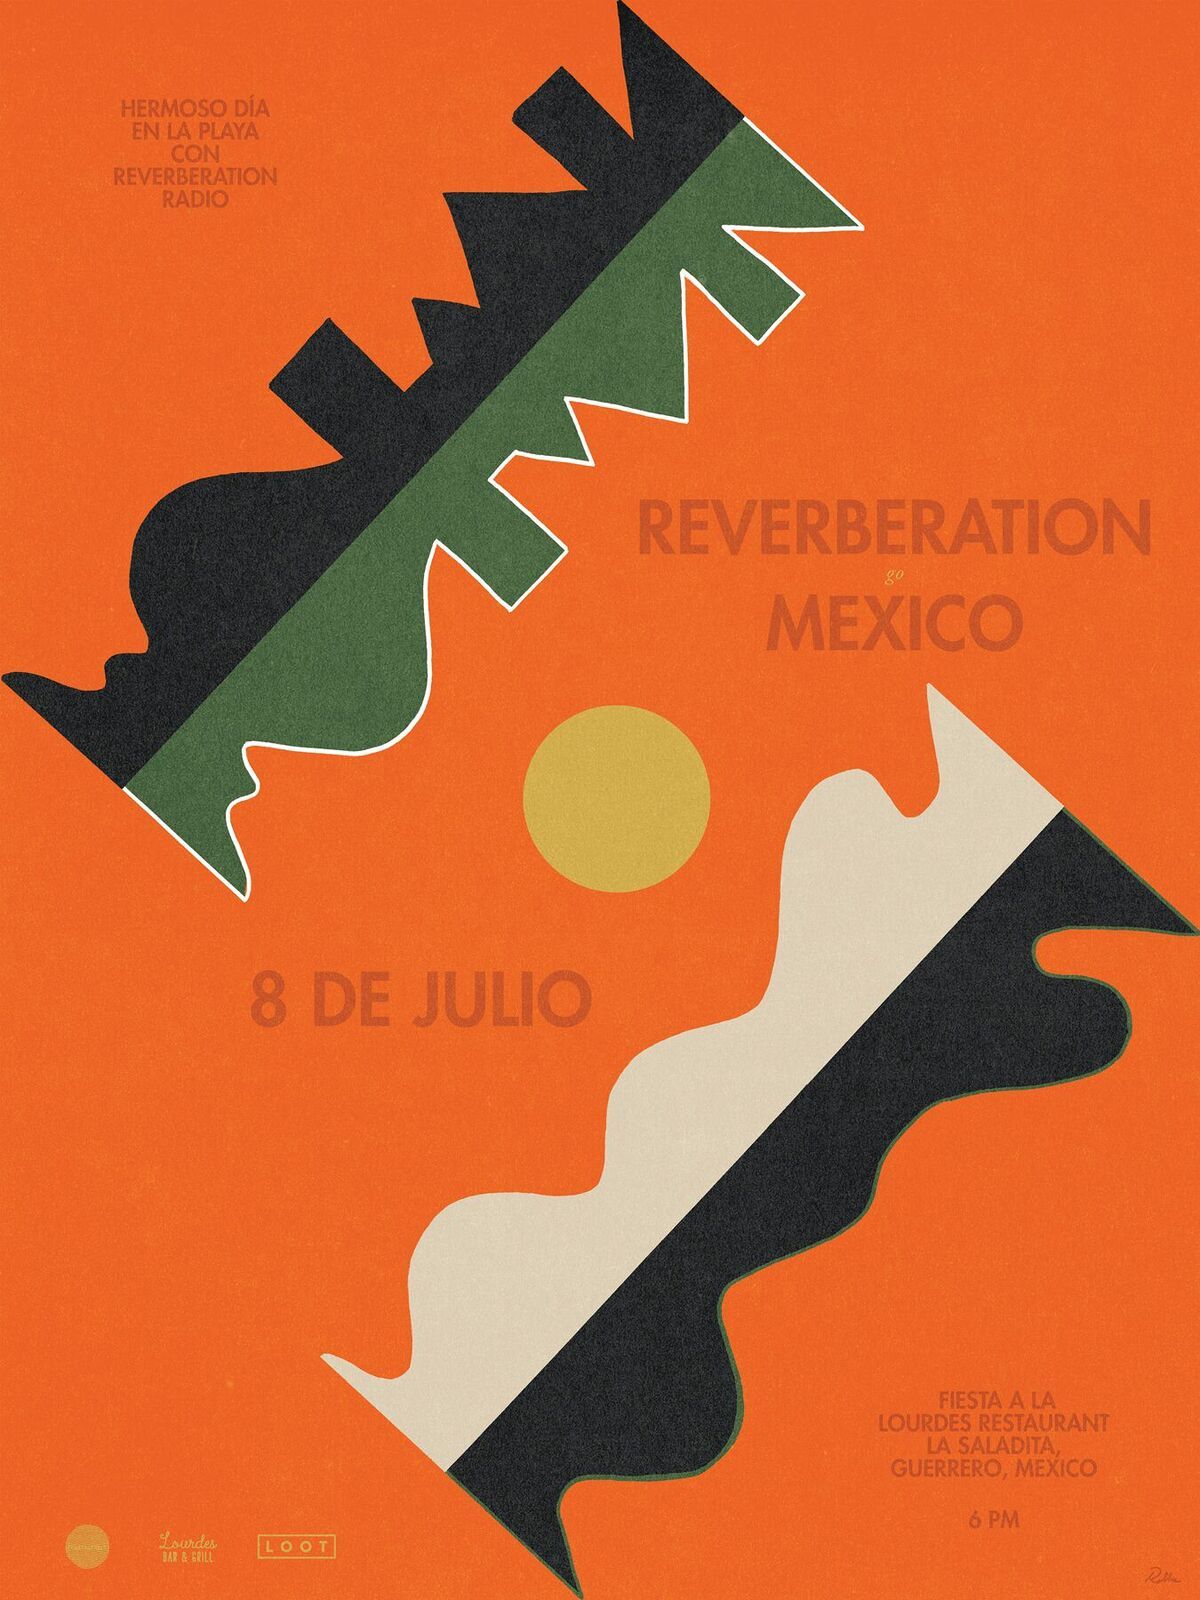 HERMOSO DÍA
EN LA PLAYA
CON
REVERBERATION
RADIO
REVERBERATION
go
MEXICO
8 DE JULIO
FIESTA A LA
LOURDES RESTAURANT
LA SALADITA,
GUERRERO, MEXICO
6 PM
Lourdes
BAR & GRILL
LOOT